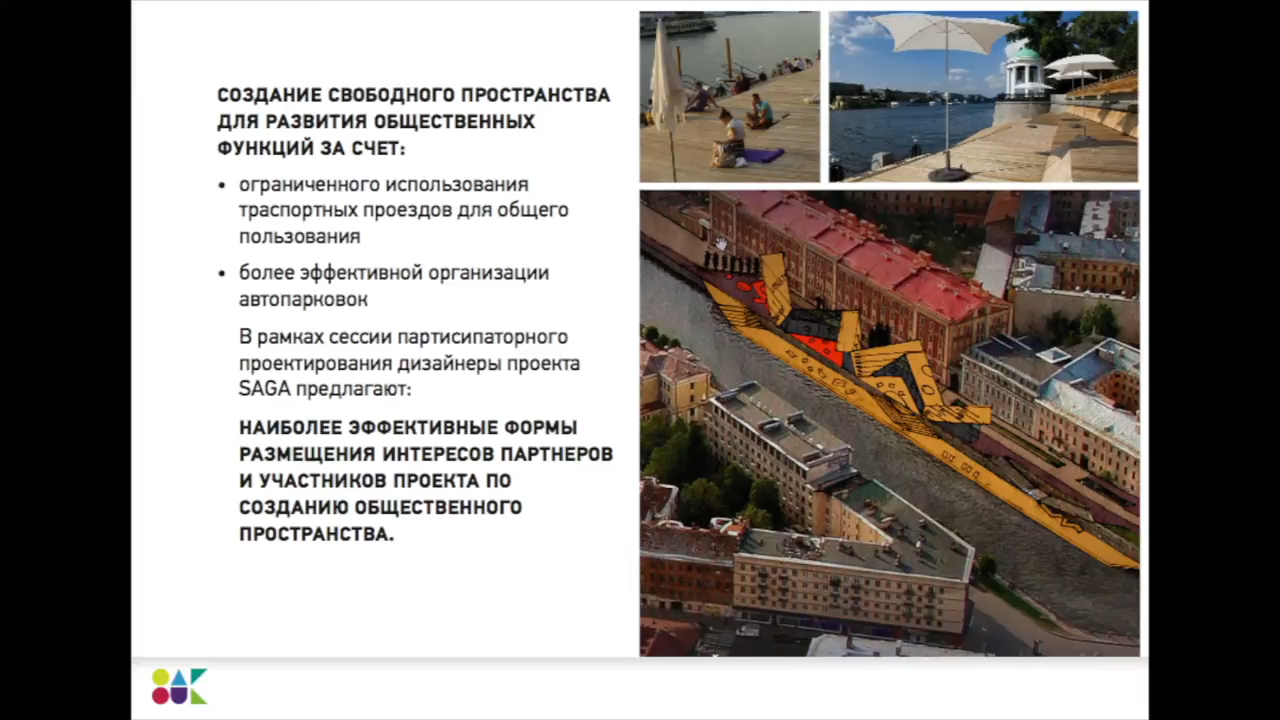 СОЗДАНИЕ СВОБОДНОГО ПРОСТРАНСТВА
ДЛЯ РАЗВИТИЯ ОБЩЕСТВЕННЫХ
ФУНКЦИЙ ЗА СЧЕТ:
• ограниченного использования
траспортных проездов для общего
пользования
• более эффективной организации
автопарковок
В рамках сессии партисипаторного
проектирования дизайнеры проекта
SAGA предлагают:
НАИБОЛЕЕ ЭФФЕКТИВНЫЕ ФОРМЫ
РАЗМЕЩЕНИЯ ИНТЕРЕСОВ ПАРТНЕРОВ
И УЧАСТНИКОВ ПРОЕКТА ПО
СОЗДАНИЮ ОБЩЕСТВЕННОГО
ПРОСТРАНСТВА.